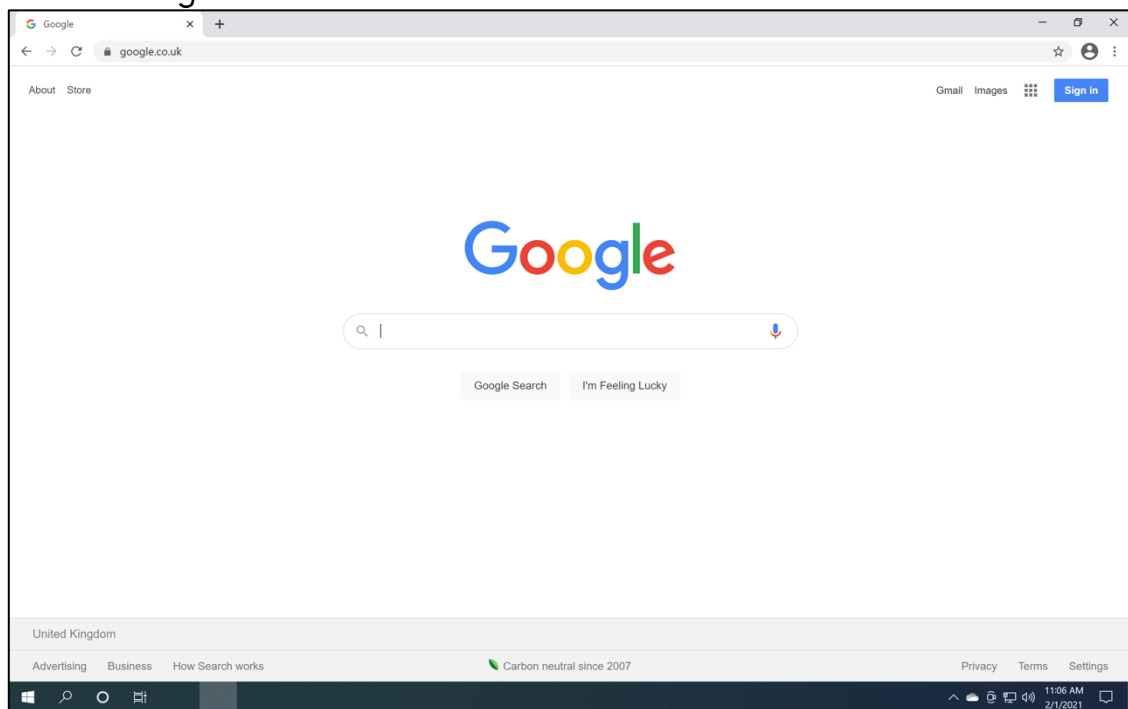 Google
google.co.uk
About Store Gmail Images Sign in
Google
Google Search I'm Feeling Lucky
United Kingdom
Advertising Business How Search works Carbon neutral since 2007 Privacy Terms Settings
11:06 AM
2/1/2021